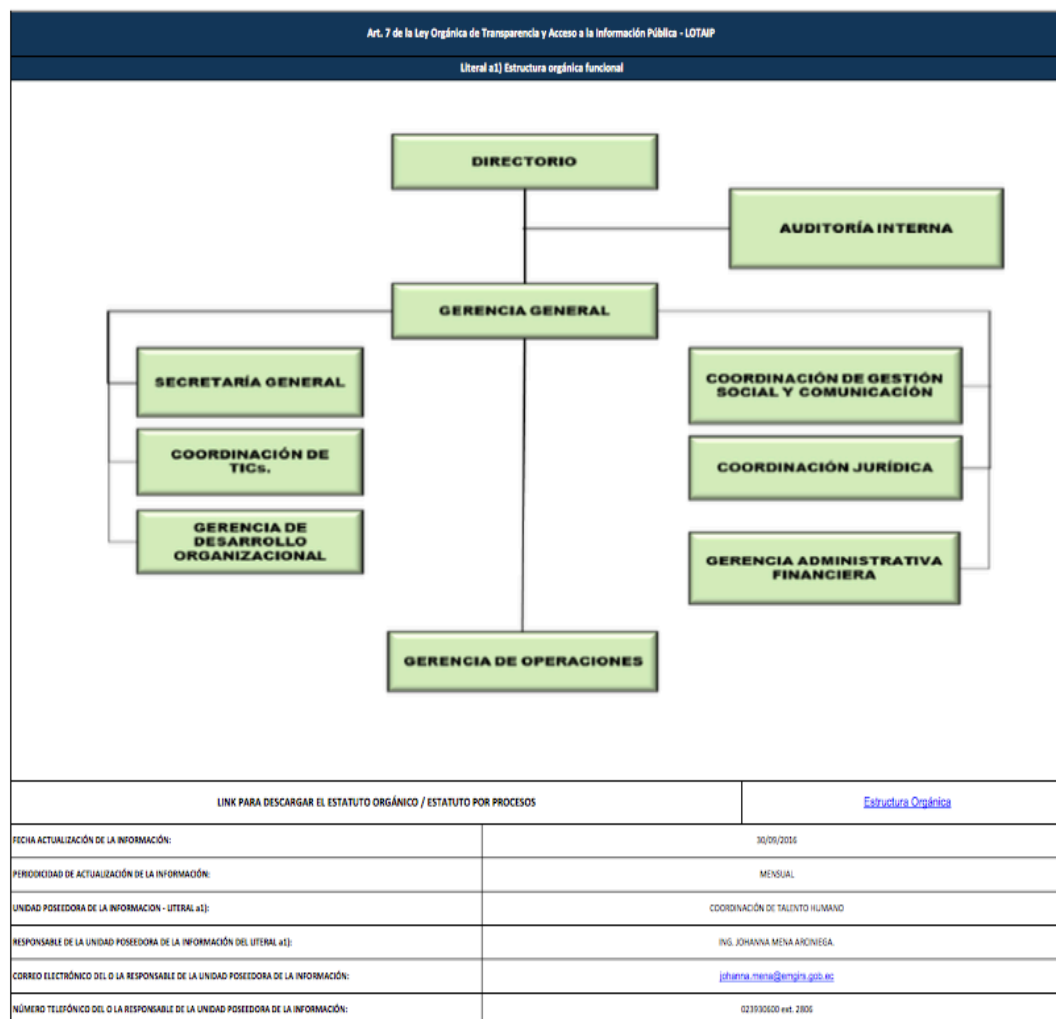 Art. 7 de la Ley Orgánica de Transparencia y Acceso a la Información Pública - LOTAIP
Literal a1) Estructura orgánica funcional
DIRECTORIO
AUDITORÍA INTERNA
GERENCIA GENERAL
SECRETARÍA GENERAL
COORDINACIÓN DE
TICs.
GERENCIA DE
DESARROLLO
ORGANIZACIONAL
COORDINACIÓN DE GESTIÓN
SOCIAL Y COMUNICACIÓN
COORDINACIÓN JURÍDICA
GERENCIA ADMINISTRATIVA
FINANCIERA
GERENCIA DE OPERACIONES
LINK PARA DESCARGAR EL ESTATUTO ORGÁNICO / ESTATUTO POR PROCESOS
Estructura Orgánica
FECHA ACTUALIZACIÓN DE LA INFORMACIÓN:
30/09/2016
PERIODICIDAD DE ACTUALIZACIÓN DE LA INFORMACIÓN:
MENSUAL
UNIDAD POSEEDORA DE LA INFORMACION - LITERAL a1):
COORDINACIÓN DE TALENTO HUMANO
RESPONSABLE DE LA UNIDAD POSEEDORA DE LA INFORMACIÓN DEL LITERAL a1):
ING. JOHANNA MENA ARCINIEGA.
CORREO ELECTRÓNICO DEL O LA RESPONSABLE DE LA UNIDAD POSEEDORA DE LA INFORMACIÓN:
johanna.mena@emgirs.gob.ec
NÚMERO TELEFÓNICO DEL O LA RESPONSABLE DE LA UNIDAD POSEEDORA DE LA INFORMACIÓN:
023930600 ext. 2806